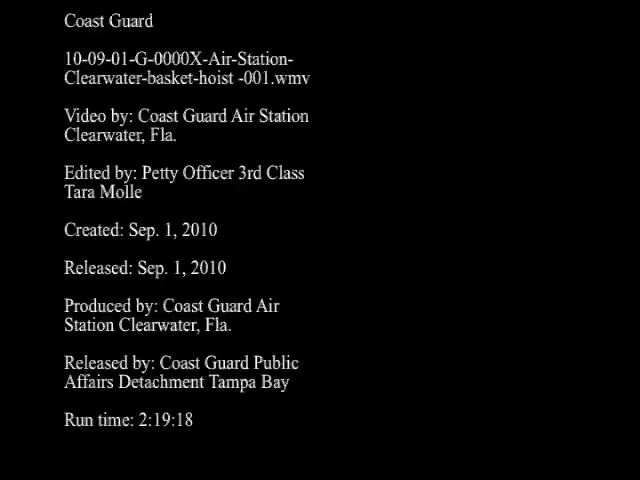 Coast Guard
10-09-01-G-0000X-Air-Station-
Clearwater-basket-hoist -001.wmv
Video by: Coast Guard Air Station
Clearwater, Fla.
Edited by: Petty Officer 3rd Class
Tara Molle
Created: Sep. 1, 2010
Released: Sep. 1, 2010
Produced by: Coast Guard Air
Station Clearwater, Fla.
Released by: Coast Guard Public
Affairs Detachment Tampa Bay
Run time: 2:19:18